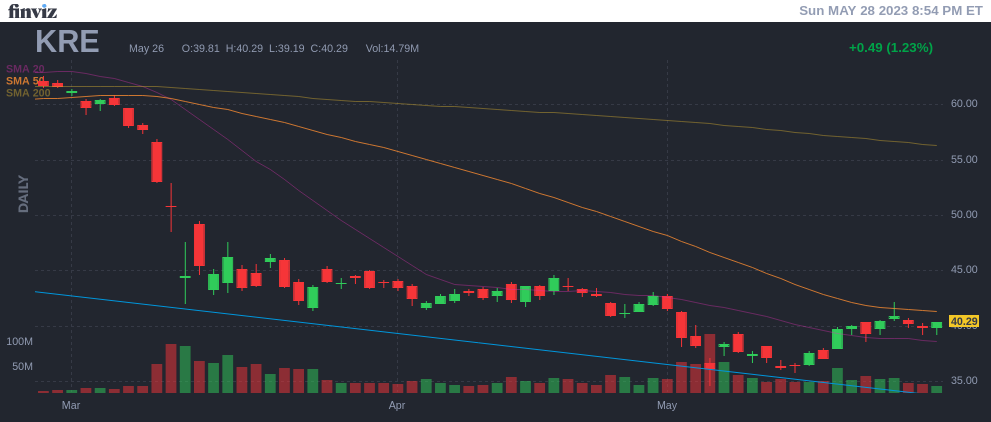 finviz
Sun MAY 28 2023 8:54 PM ET
KRE
May 26 O:39.81 H:40.29 L:39.19 C:40.29 Vol:14.79M
+0.49 (1.23%)
SMA 20
SMA 50
SMA 200
DAILY
60.00
55.00
50.00
45.00
40.29
35.00
100M
50M
Mar
Apr
May